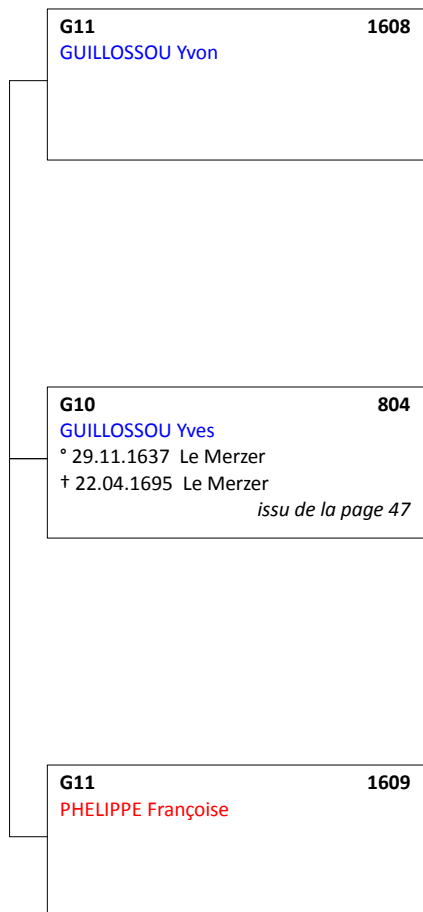 G11 1608
GUILLOSSOU Yvon
G10 804
GUILLOSSOU Yves
° 29.11.1637 Le Merzer
† 22.04.1695 Le Merzer
issu de la page 47
G11 1609
PHELIPPE Françoise